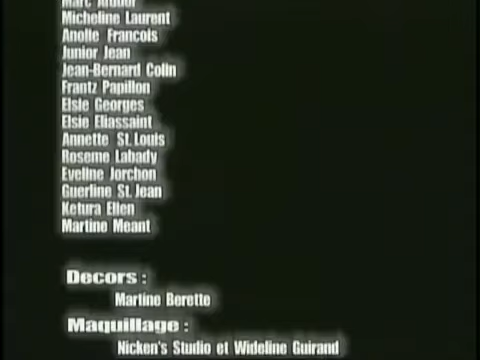 Micheline Laurent
Anolle Francois
Junior Jean
Jean-Bernard Colin
Frantz Papillon
Elsie Georges
Elsie Eliassaint
Annette St. Louis
Roseme Labady
Eveline Jorchon
Guerline St. Jean
Ketura Ellen
Martine Meant
Decors :
Martine Berette
Maquillage :
Nicken's Studio et Wideline Guirand